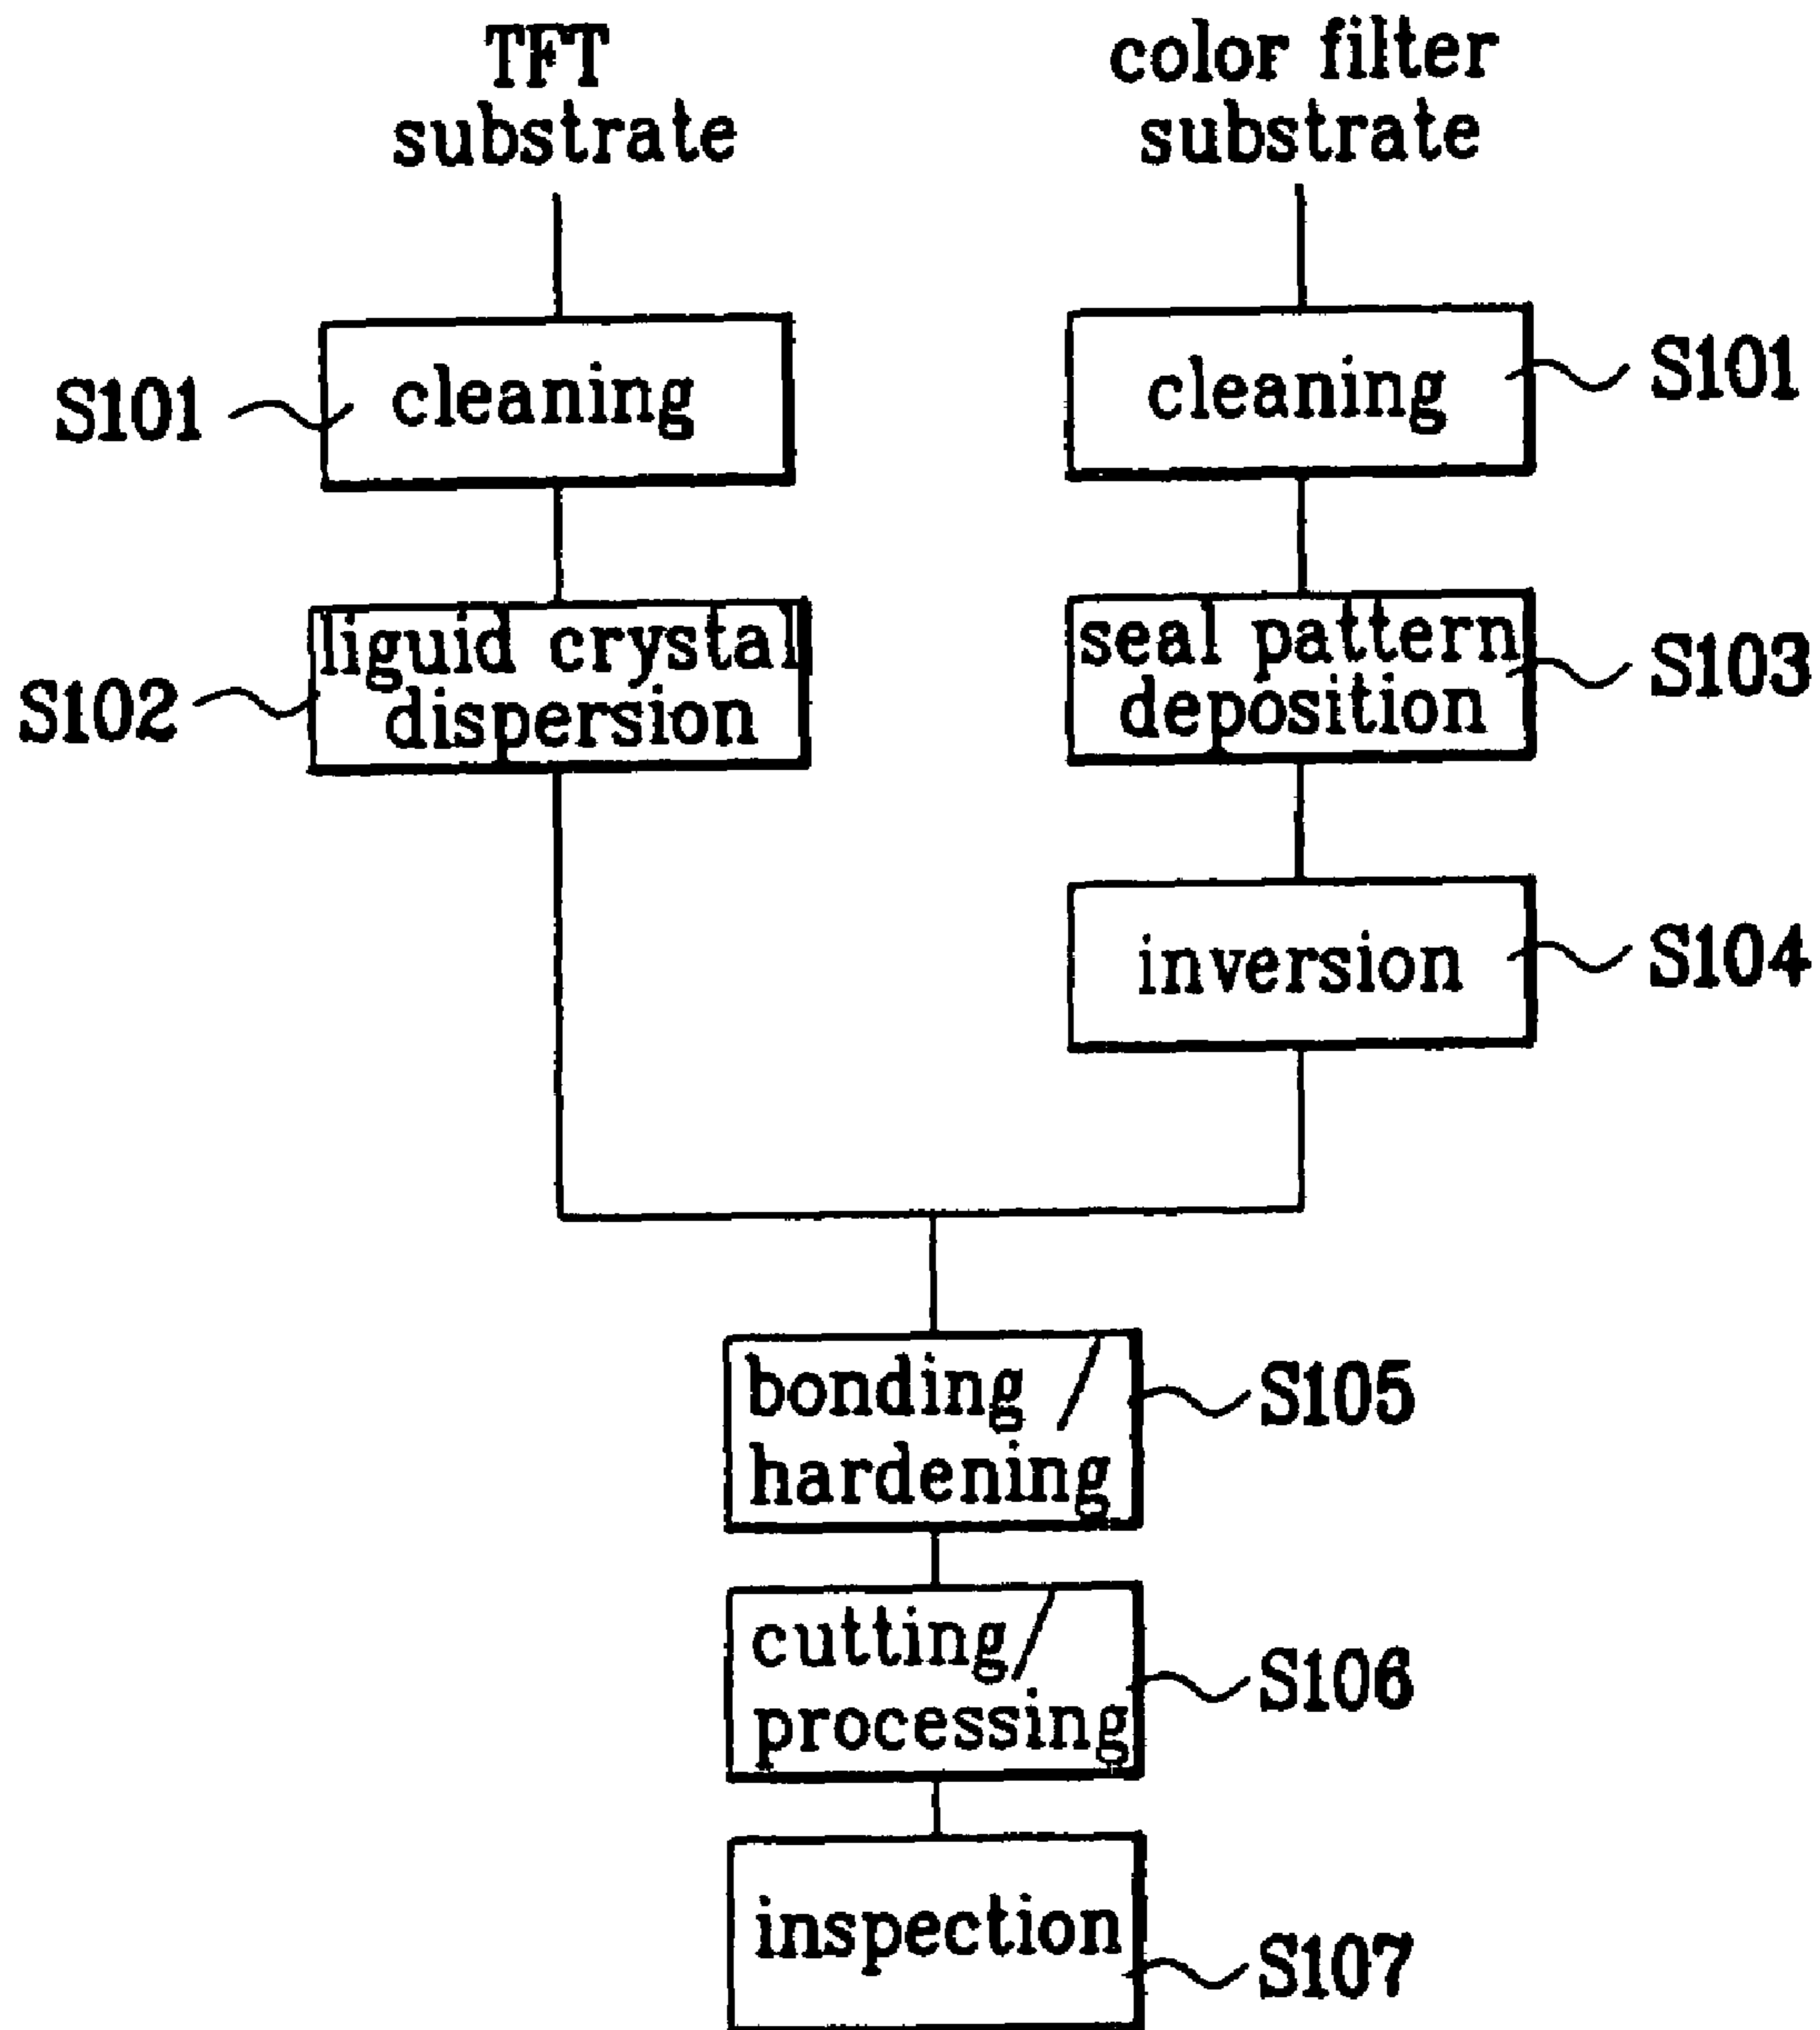 TFT
substrate
color filter
substrate
S101
cleaning
cleaning
S101
S102
liguid crystal
dispersion
seal pattern
deposition
S103
inversion
S104
bonding /
hardening
S105
cutting/
processing
S106
inspection
S107